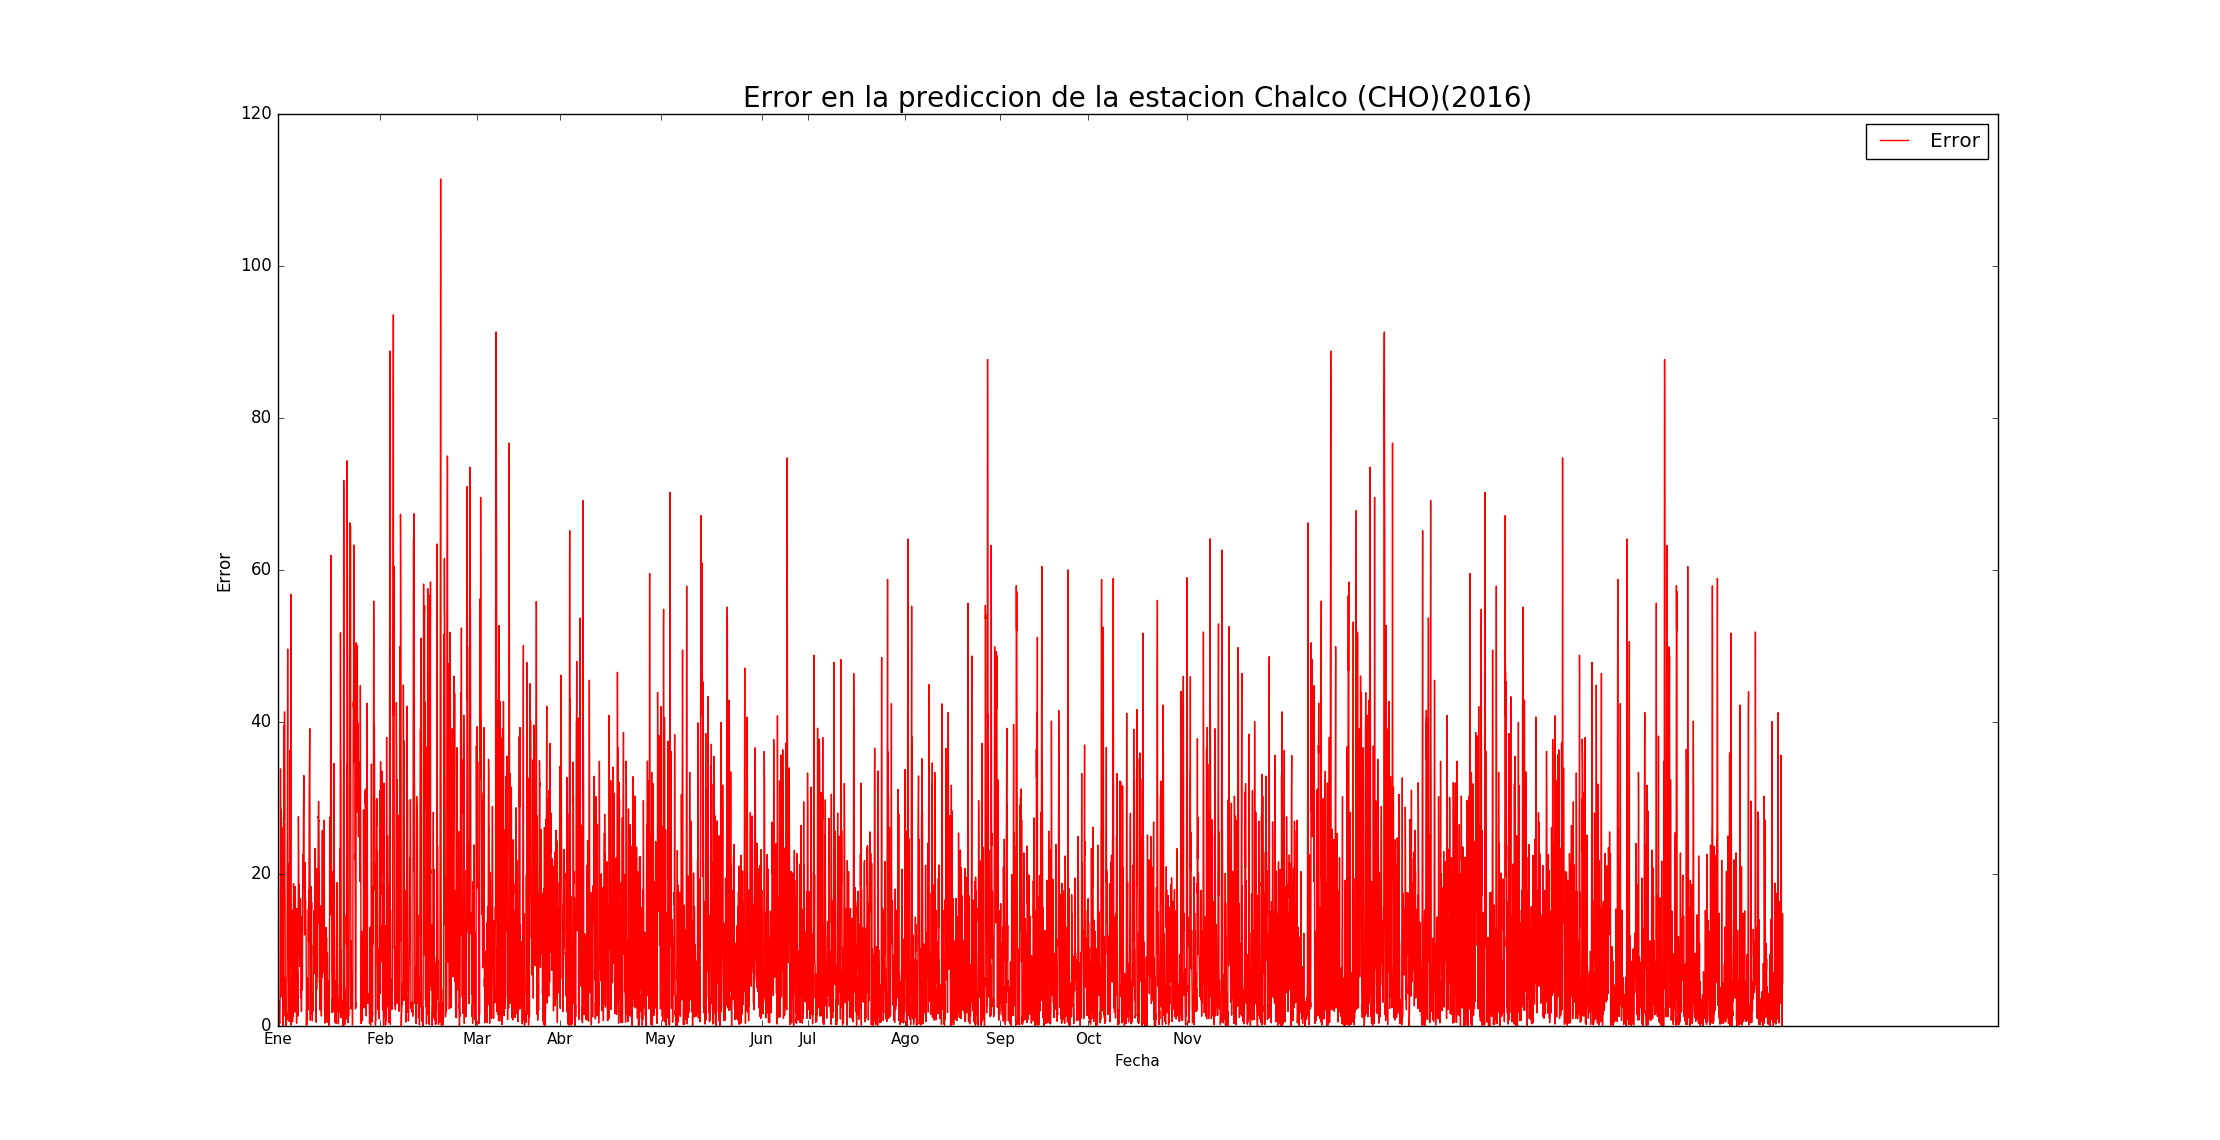 Error en la prediccion de la estacion Chalco (CHO)(2016)
120
Error
100
80
60
Error
40
20
0
Ene Feb Mar Abr May Jun Jul Ago Sep Oct Nov
Fecha